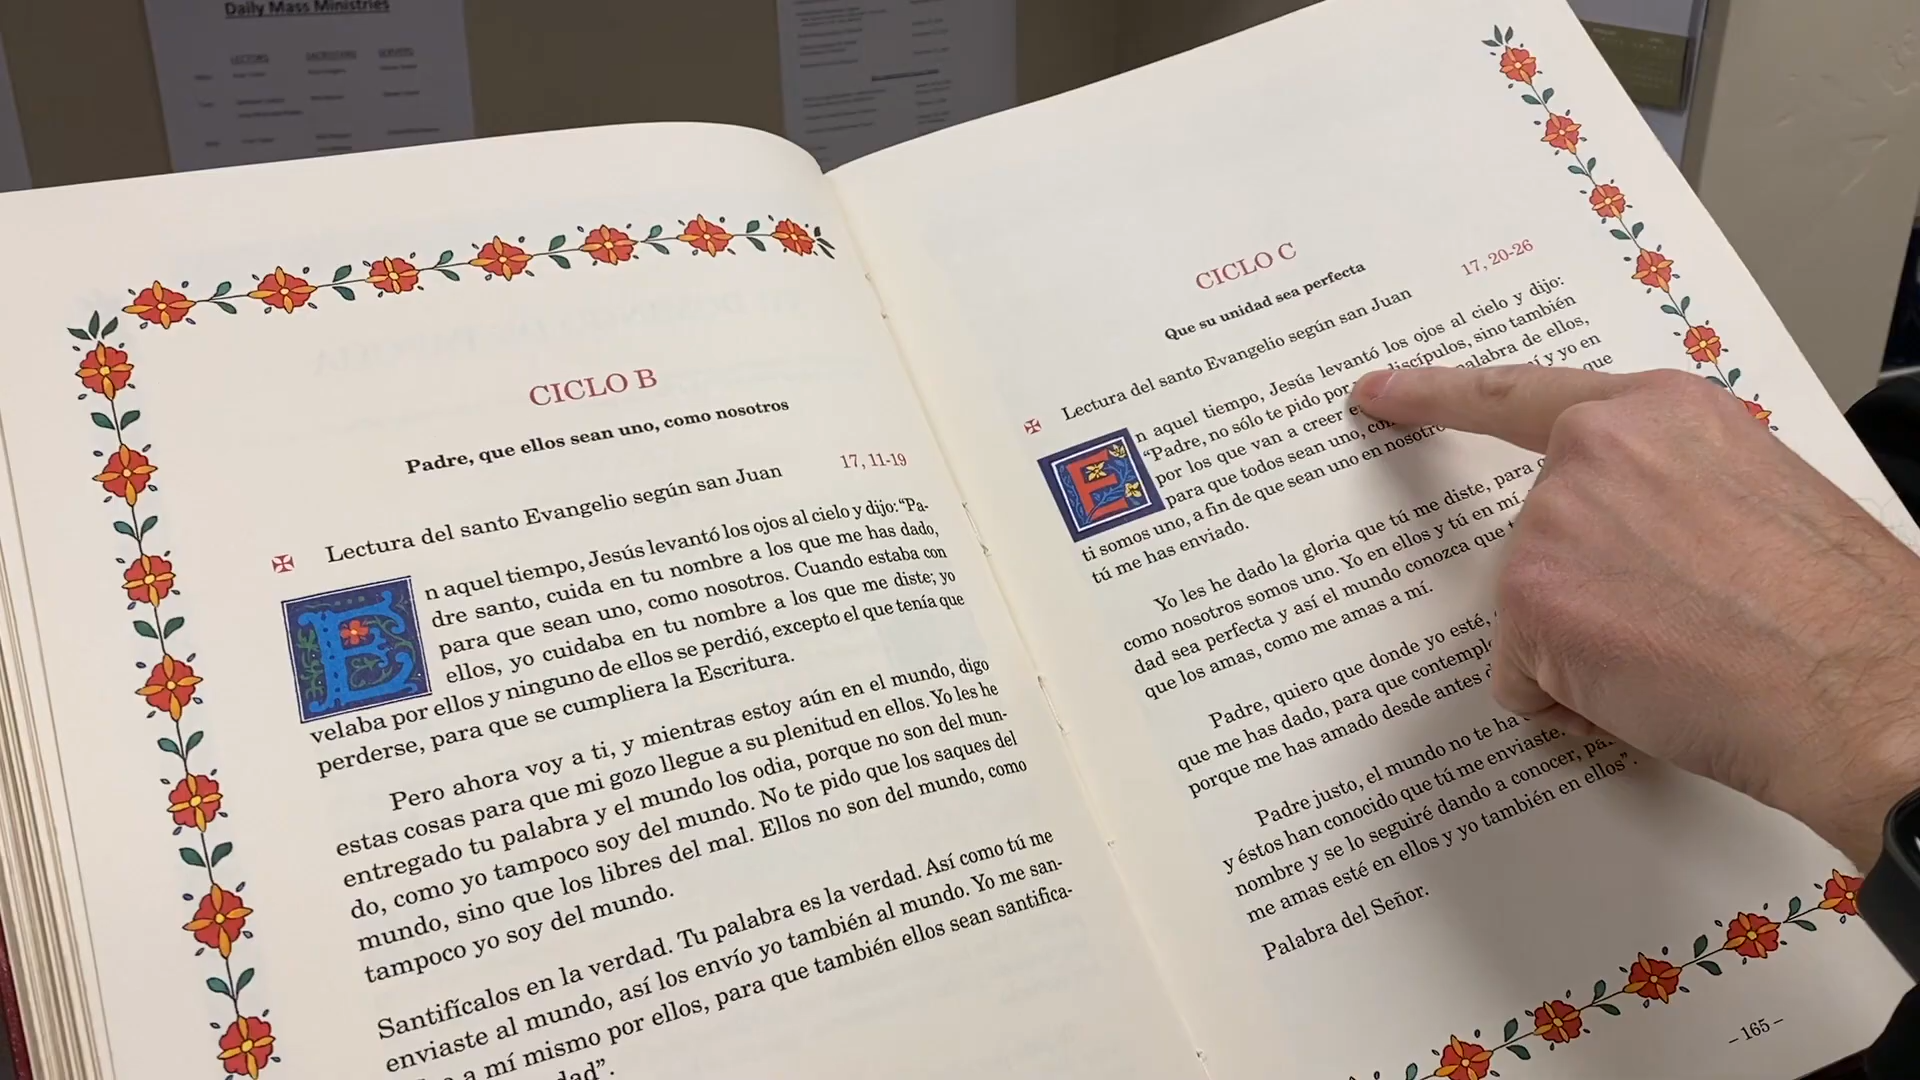 Daily Mass Ministries
LECTORS
SACRISTANS
SERVERS
CICLO B
Padre, que ellos sean uno, como nosotros
17, 11-19
Lectura del santo Evangelio según san Juan
En aquel tiempo, Jesús levantó los ojos al cielo y dijo: “Pa-
dre santo, cuida en tu nombre a los que me has dado,
para que sean uno, como nosotros. Cuando estaba con
ellos, yo cuidaba en tu nombre a los que me diste; yo
velaba por ellos y ninguno de ellos se perdió, excepto el que tenía que
perderse, para que se cumpliera la Escritura.
Pero ahora voy a ti, y mientras estoy aún en el mundo, digo
estas cosas para que mi gozo llegue a su plenitud en ellos. Yo les he
entregado tu palabra y el mundo los odia, porque no son del mun-
do, como yo tampoco soy del mundo. No te pido que los saques del
mundo, sino que los libres del mal. Ellos no son del mundo, como
tampoco yo soy del mundo.
Santifícalos en la verdad. Tu palabra es la verdad. Así como tú me
enviaste al mundo, así los envío yo también al mundo. Yo me san-
a mí mismo por ellos, para que también ellos sean santifica-
dad”.
CICLO C
Que su unidad sea perfecta
17, 20-26
Lectura del santo Evangelio según san Juan
En aquel tiempo, Jesús levantó los ojos al cielo y dijo:
“Padre, no sólo te pido por discípulos, sino también
por los que van a creer palabra de ellos,
para que todos sean uno, y yo en
ti somos uno, a fin de que sean uno en nosotro que
tú me has enviado.
Yo les he dado la gloria que tú me diste, para
como nosotros somos uno. Yo en ellos y tú en mí,
dad sea perfecta y así el mundo conozca que
que los amas, como me amas a mí.
Padre, quiero que donde yo esté,
que me has dado, para que contempl
porque me has amado desde antes
Padre justo, el mundo no te ha
y éstos han conocido que tú me enviaste.
nombre y se lo seguiré dando a conocer,
me amas esté en ellos y yo también en ellos”.
Palabra del Señor.
– 165 –